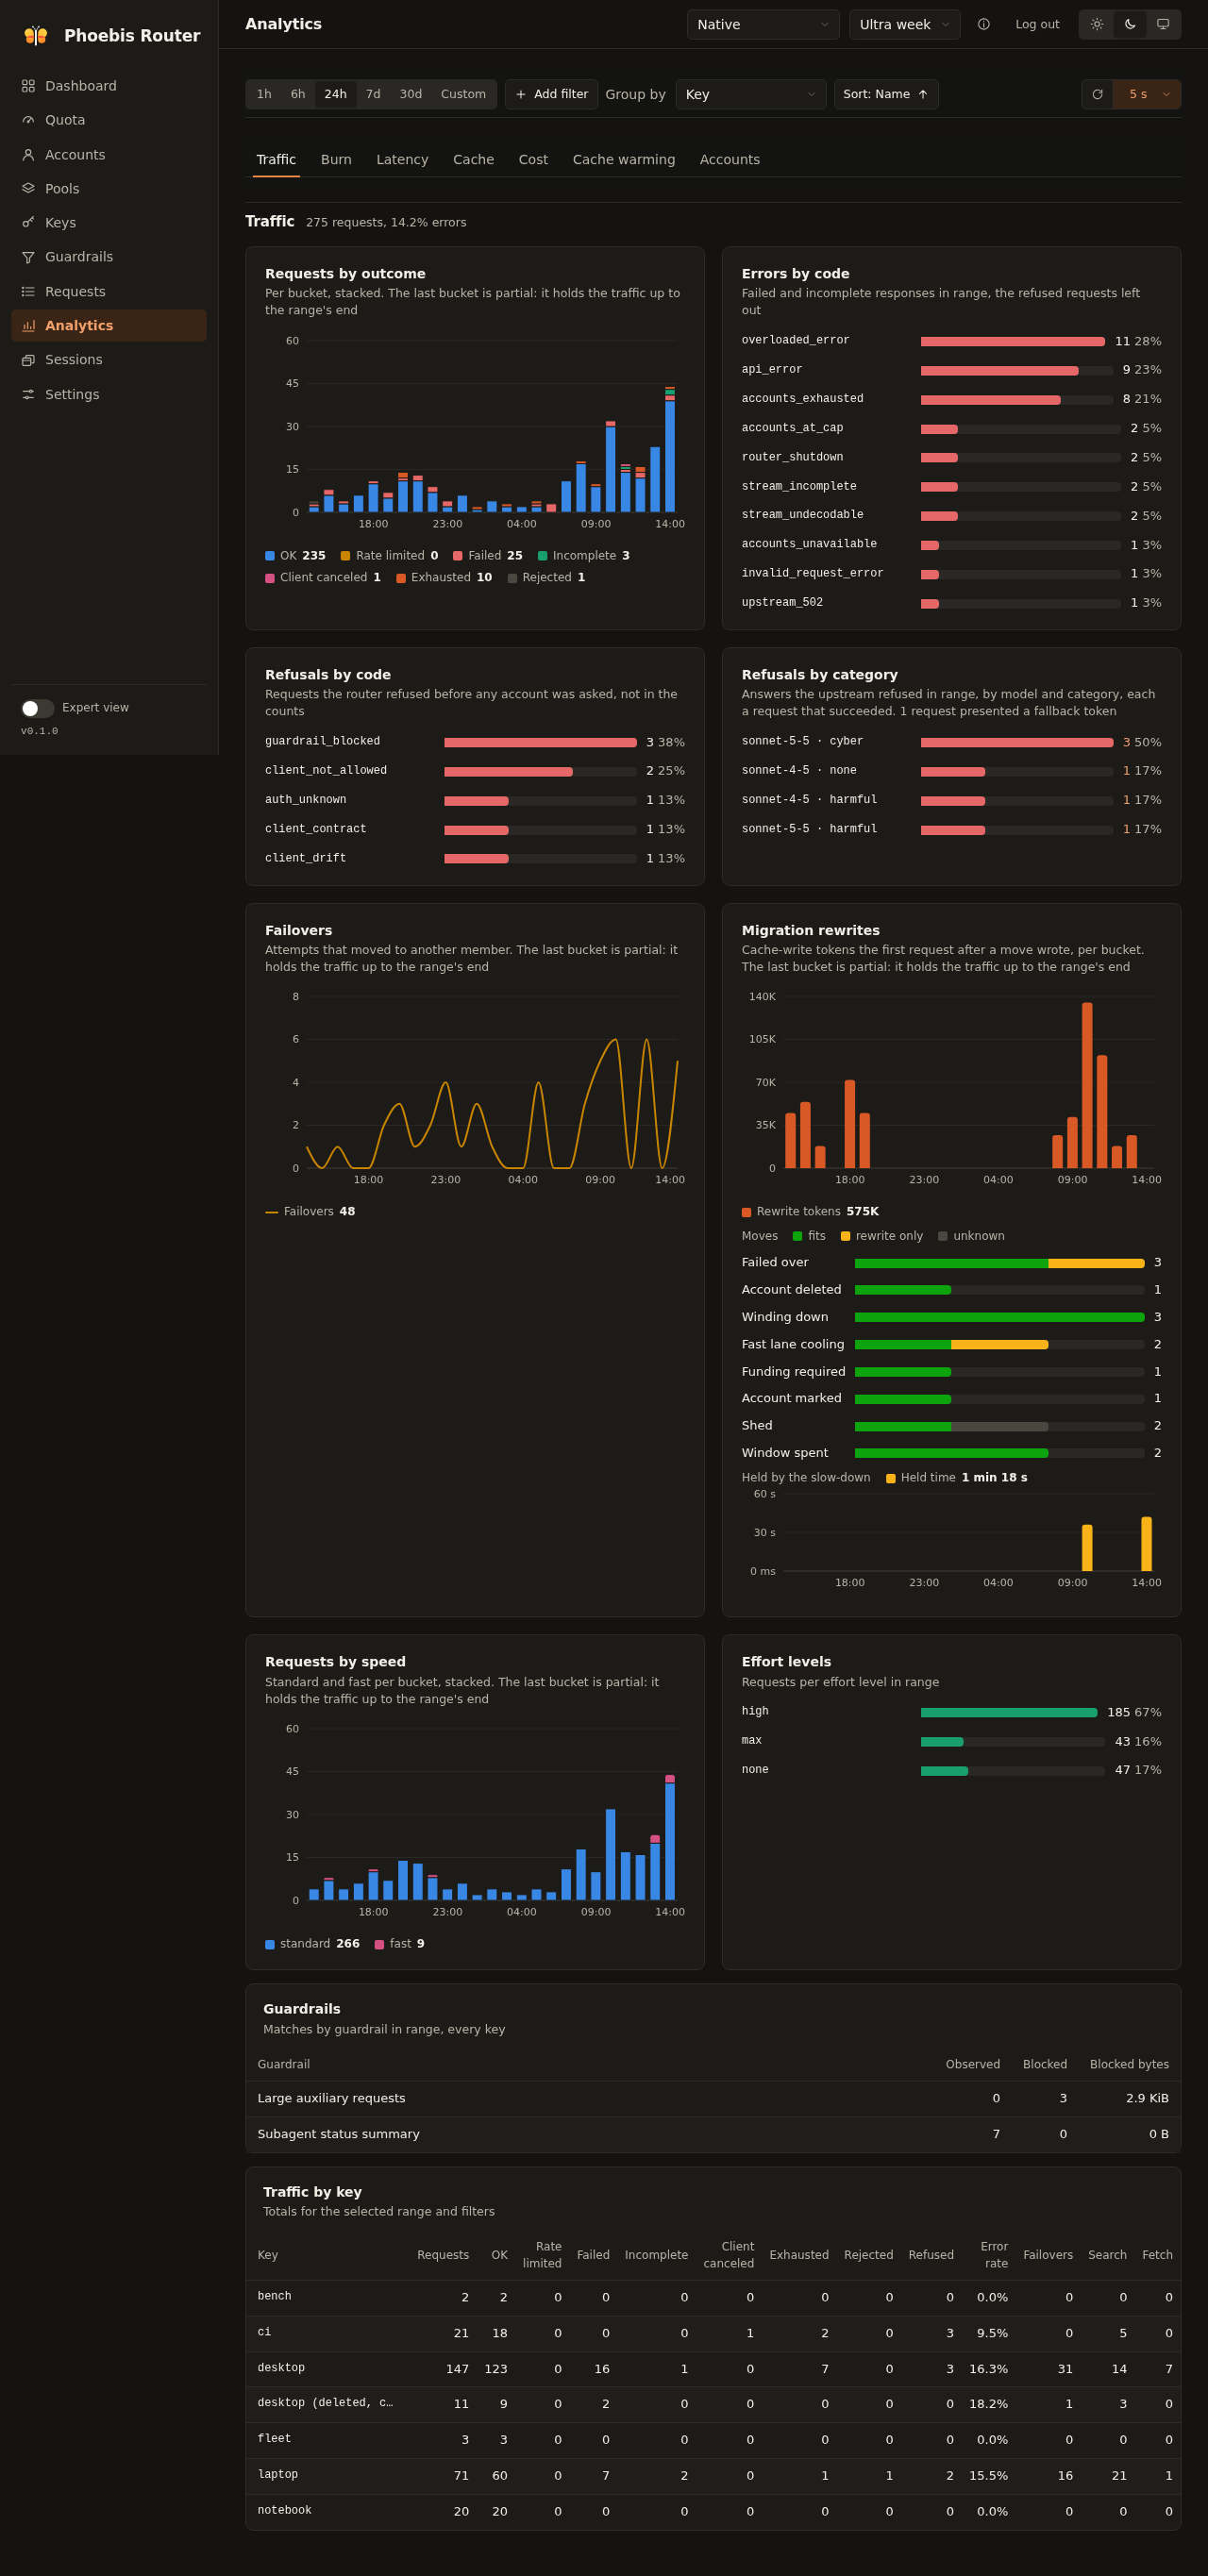 Phoebis Router
Dashboard
Quota
Accounts
Pools
Keys
Guardrails
Requests
Analytics
Sessions
Settings
Expert view
v0.1.0
Analytics
Native
Ultra week
Log out
1h 6h 24h 7d 30d Custom
Add filter
Group by
Key
Sort: Name
5 s
Traffic Burn Latency Cache Cost Cache warming Accounts
Traffic 275 requests, 14.2% errors
Requests by outcome
Per bucket, stacked. The last bucket is partial: it holds the traffic up to
the range's end
60
45
30
15
0
18:00 23:00 04:00 09:00 14:00
OK 235 Rate limited 0 Failed 25 Incomplete 3
Client canceled 1 Exhausted 10 Rejected 1
Errors by code
Failed and incomplete responses in range, the refused requests left
out
overloaded_error 11 28%
api_error 9 23%
accounts_exhausted 8 21%
accounts_at_cap 2 5%
router_shutdown 2 5%
stream_incomplete 2 5%
stream_undecodable 2 5%
accounts_unavailable 1 3%
invalid_request_error 1 3%
upstream_502 1 3%
Refusals by code
Requests the router refused before any account was asked, not in the
counts
guardrail_blocked 3 38%
client_not_allowed 2 25%
auth_unknown 1 13%
client_contract 1 13%
client_drift 1 13%
Refusals by category
Answers the upstream refused in range, by model and category, each
a request that succeeded. 1 request presented a fallback token
sonnet-5-5 · cyber 3 50%
sonnet-4-5 · none 1 17%
sonnet-4-5 · harmful 1 17%
sonnet-5-5 · harmful 1 17%
Failovers
Attempts that moved to another member. The last bucket is partial: it
holds the traffic up to the range's end
8
6
4
2
0
18:00 23:00 04:00 09:00 14:00
Failovers 48
Migration rewrites
Cache-write tokens the first request after a move wrote, per bucket.
The last bucket is partial: it holds the traffic up to the range's end
140K
105K
70K
35K
0
18:00 23:00 04:00 09:00 14:00
Rewrite tokens 575K
Moves fits rewrite only unknown
Failed over 3
Account deleted 1
Winding down 3
Fast lane cooling 2
Funding required 1
Account marked 1
Shed 2
Window spent 2
Held by the slow-down Held time 1 min 18 s
60 s
30 s
0 ms
18:00 23:00 04:00 09:00 14:00
Requests by speed
Standard and fast per bucket, stacked. The last bucket is partial: it
holds the traffic up to the range's end
60
45
30
15
0
18:00 23:00 04:00 09:00 14:00
standard 266 fast 9
Effort levels
Requests per effort level in range
high 185 67%
max 43 16%
none 47 17%
Guardrails
Matches by guardrail in range, every key
Guardrail Observed Blocked Blocked bytes
Large auxiliary requests 0 3 2.9 KiB
Subagent status summary 7 0 0 B
Traffic by key
Totals for the selected range and filters
Key Requests OK Rate limited Failed Incomplete Client canceled Exhausted Rejected Refused Error rate Failovers Search Fetch
bench 2 2 0 0 0 0 0 0 0 0.0% 0 0 0
ci 21 18 0 0 0 1 2 0 3 9.5% 0 5 0
desktop 147 123 0 16 1 0 7 0 3 16.3% 31 14 7
desktop (deleted, c… 11 9 0 2 0 0 0 0 0 18.2% 1 3 0
fleet 3 3 0 0 0 0 0 0 0 0.0% 0 0 0
laptop 71 60 0 7 2 0 1 1 2 15.5% 16 21 1
notebook 20 20 0 0 0 0 0 0 0 0.0% 0 0 0